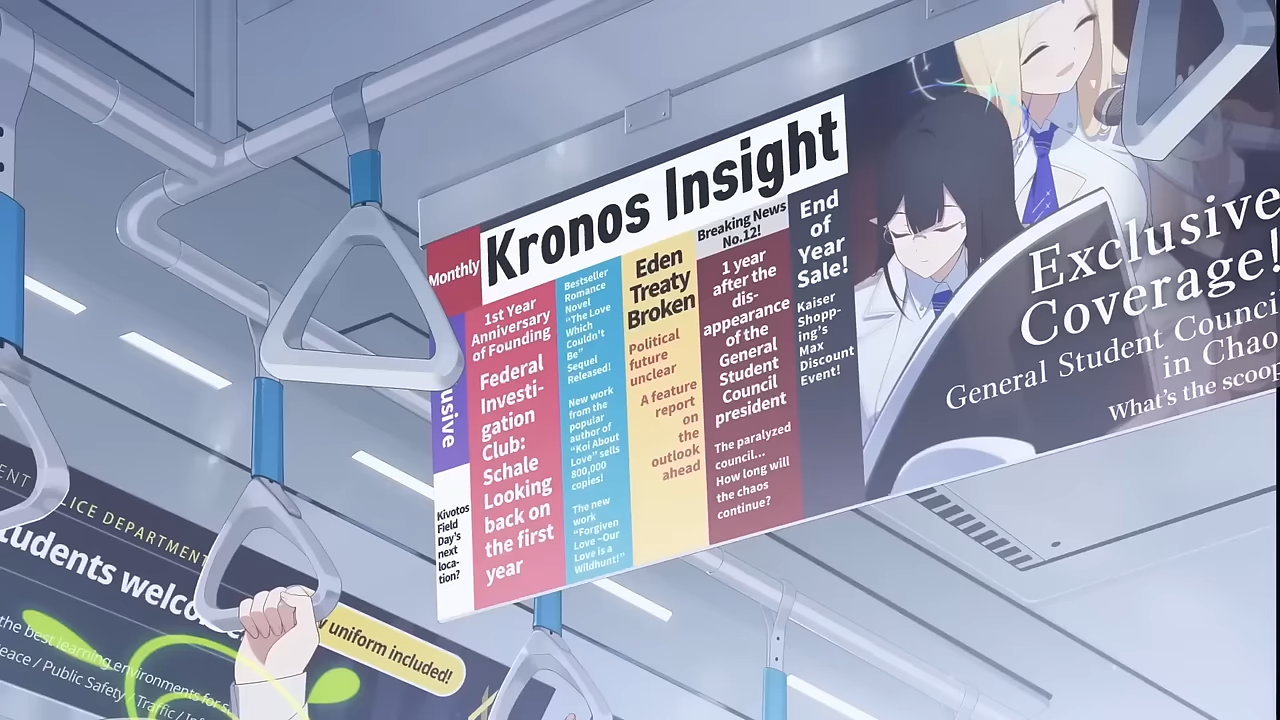 Monthly
Kronos Insight
usive
Kivotos
Field
Day's
next
loca-
tion?
1st Year
Anniversary
of Founding
Federal
Investi-
gation
Club:
Schale
Looking
back on
the first
year
Bestseller
Romance
Novel
"The Love
Which
Couldn't
Be"
Sequel
Released!
New work
from the
popular
author of
"Koi About
Love" sells
800,000
copies!
The new
work
"Forgiven
Love ~Our
Love is a
Wildhunt!"
Eden
Treaty
Broken
Political
future
unclear
A feature
report
on
the
outlook
ahead
Breaking News
No.12!
1 year
after the
dis-
appearance
of the
General
Student
Council
president
The paralyzed
council...
How long will
the chaos
continue?
End
of
Year
Sale!
Kaiser
Shopp-
ing's
Max
Discount
Event!
Exclusive
Coverage!
General Student Counci
in Chao
What's the scoop
ENT
LICE DEPARTMENT
tudents welco
the best learning environments for s
eace / Public Safety / Traffic / In
uniform included!